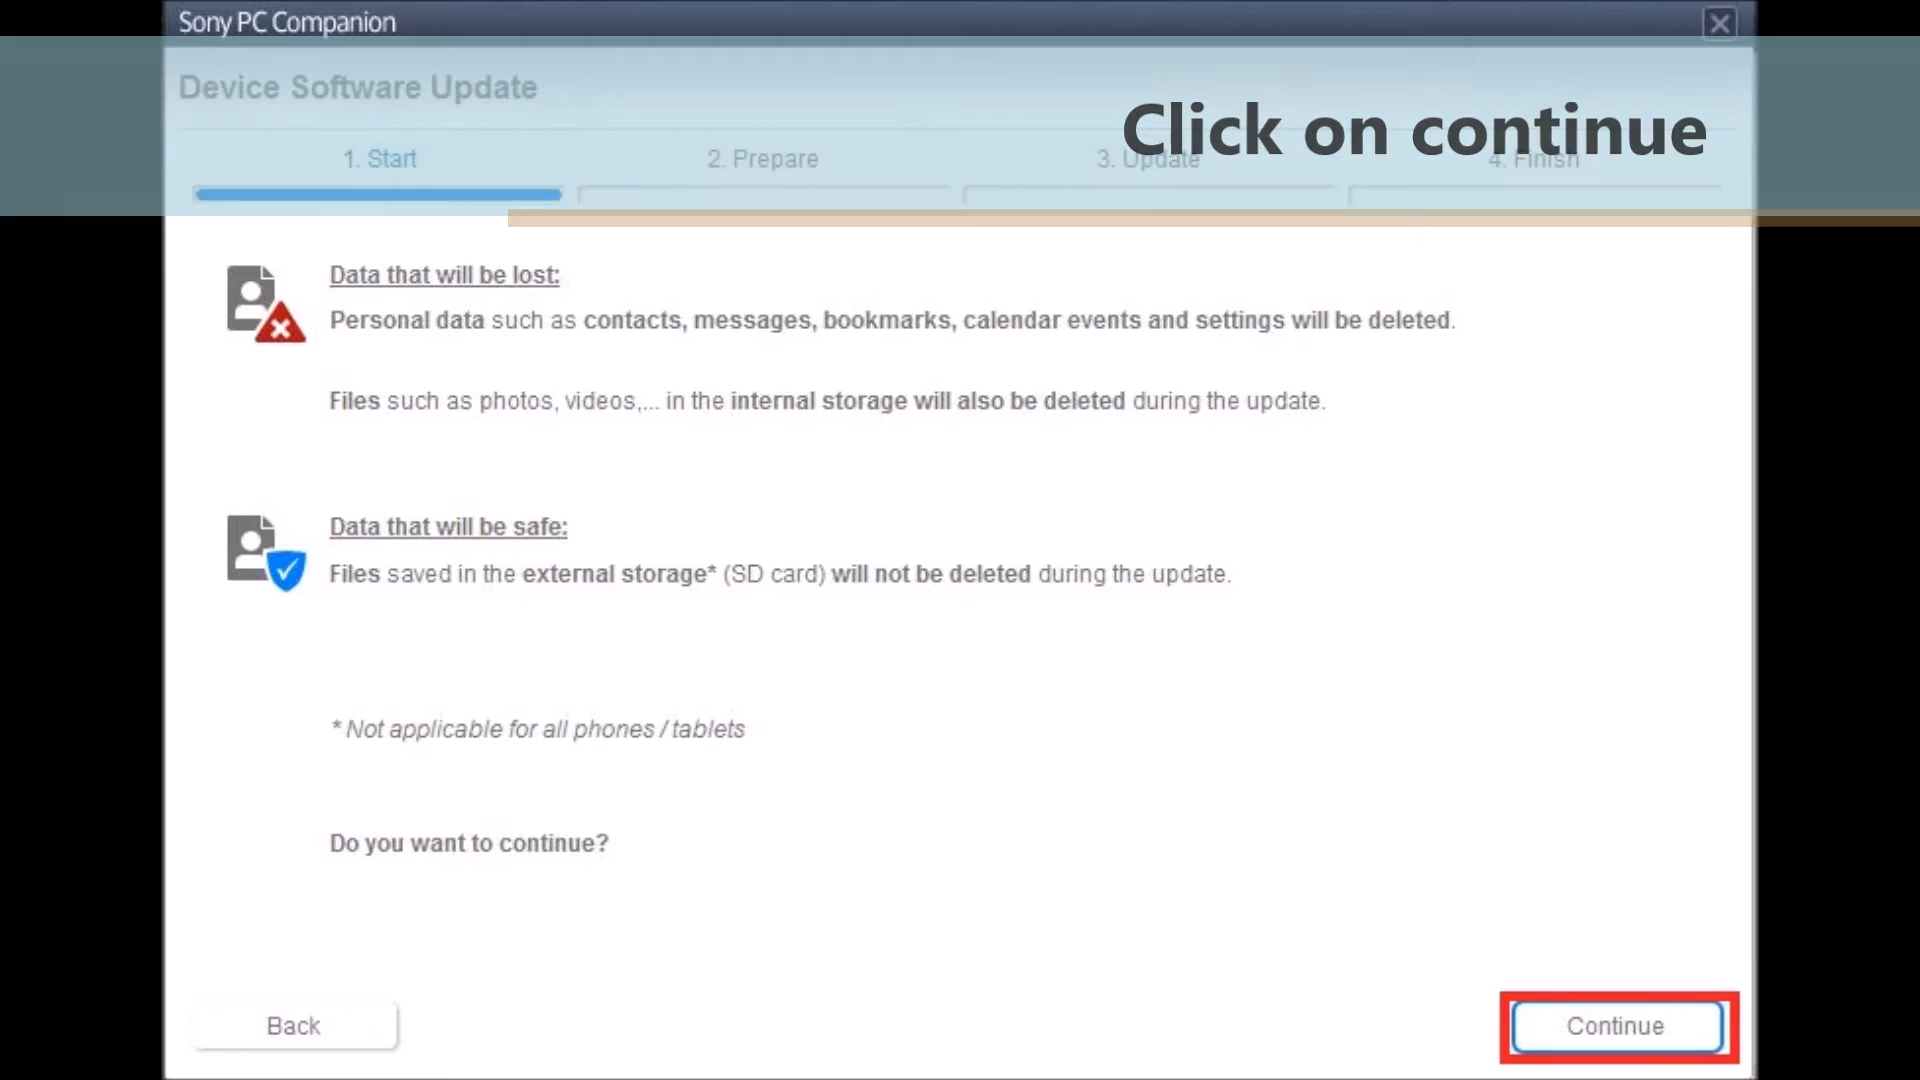 Sony PC Companion
Device Software Update
Click on continue
1. Start
2. Prepare
3. Update
4. Finish
Data that will be lost:
Personal data such as contacts, messages, bookmarks, calendar events and settings will be deleted.
Files such as photos, videos,... in the internal storage will also be deleted during the update.
Data that will be safe:
Files saved in the external storage* (SD card) will not be deleted during the update.
* Not applicable for all phones / tablets
Do you want to continue?
Back
Continue